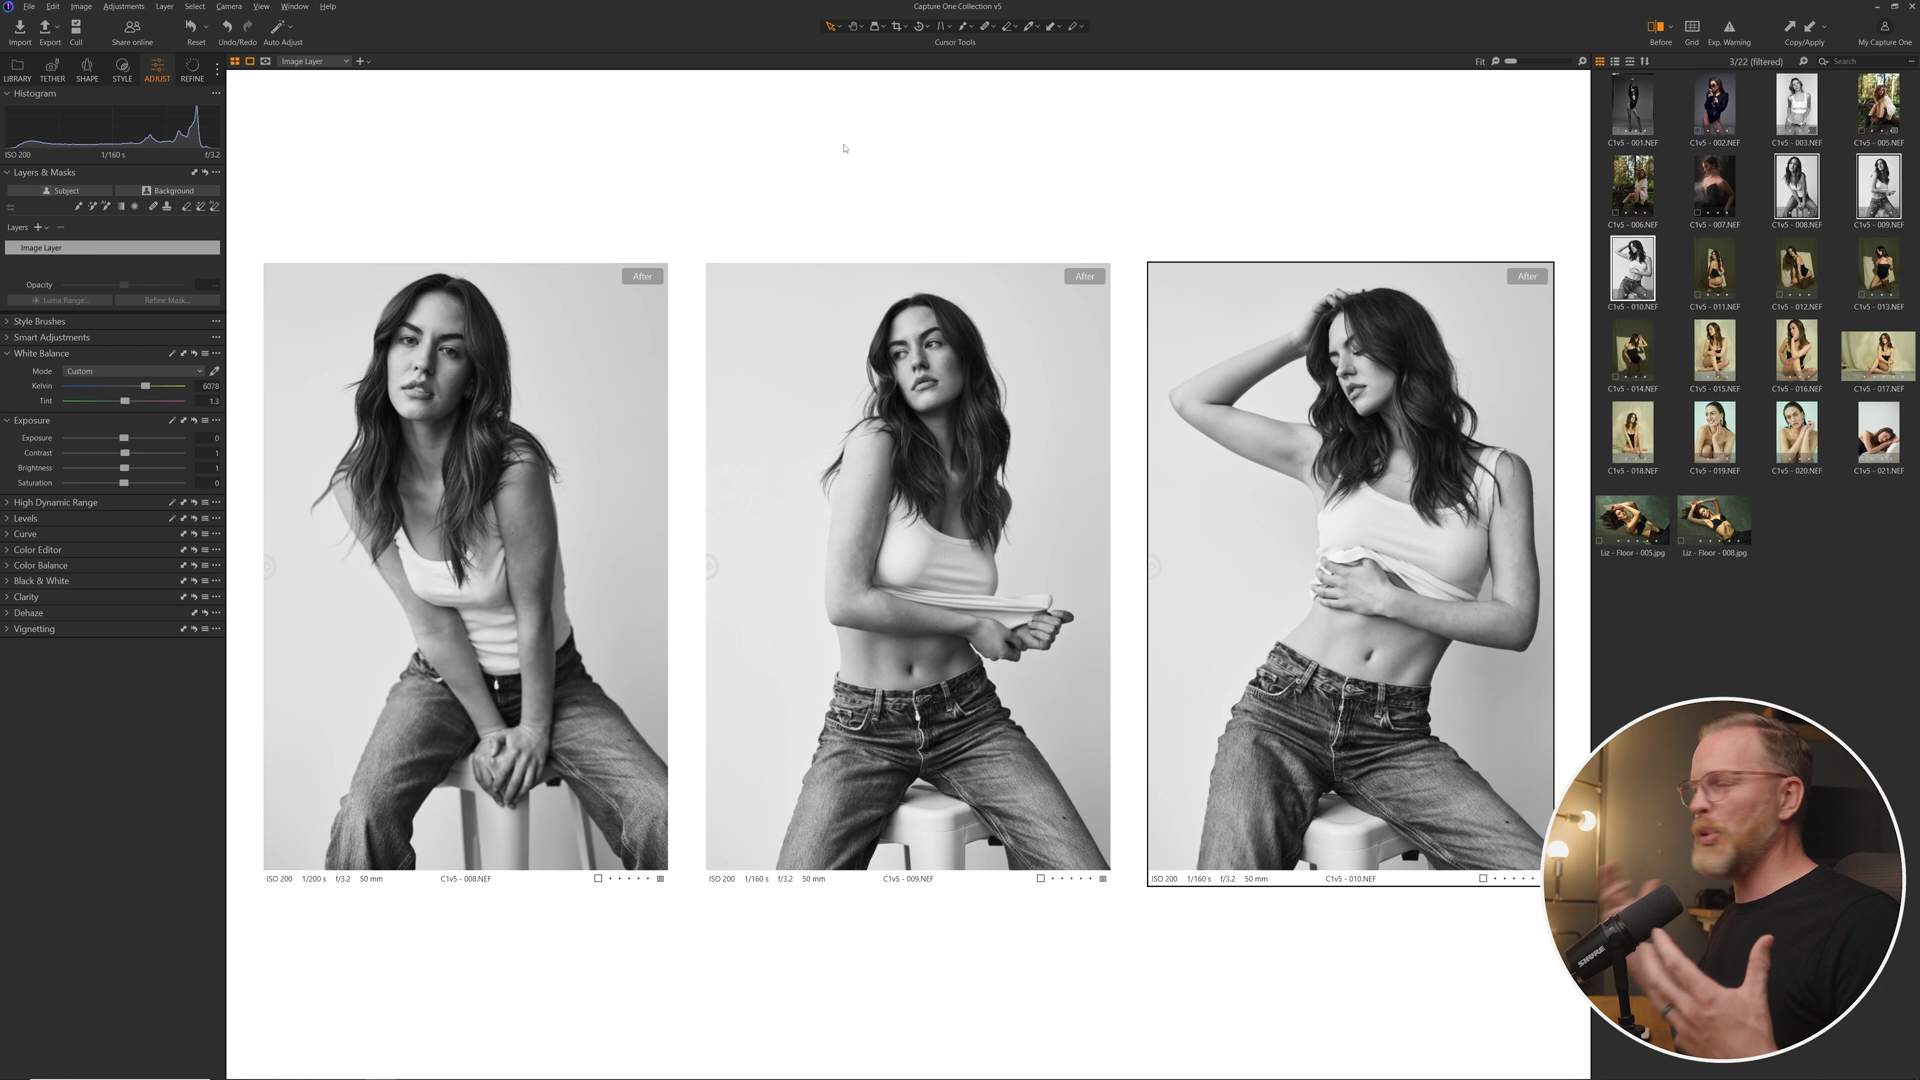 File Edit Image Adjustments Layer Select Camera View Window Help
Capture One Collection v5
Import Export Cull Share online Reset Undo/Redo Auto Adjust
Cursor Tools
Before Grid Exp. Warning Copy/Apply My Capture One
LIBRARY TETHER SHAPE STYLE ADJUST REFINE
Image Layer
Fit
3/22 (filtered)
Search
Histogram
ISO 200 1/160 s f/3.2
Layers & Masks
Subject Background
Layers
Image Layer
Opacity
Luma Range... Refine Mask...
Style Brushes
Smart Adjustments
White Balance
Mode Custom
Kelvin 6078
Tint 1.3
Exposure
Exposure 0
Contrast 1
Brightness 1
Saturation 0
High Dynamic Range
Levels
Curve
Color Editor
Color Balance
Black & White
Clarity
Dehaze
Vignetting
After
After
After
ISO 200 1/200 s f/3.2 50 mm C1v5 - 008.NEF
ISO 200 1/160 s f/3.2 50 mm C1v5 - 009.NEF
ISO 200 1/160 s f/3.2 50 mm C1v5 - 010.NEF
C1v5 - 001.NEF C1v5 - 002.NEF C1v5 - 003.NEF C1v5 - 005.NEF
C1v5 - 006.NEF C1v5 - 007.NEF C1v5 - 008.NEF C1v5 - 009.NEF
C1v5 - 010.NEF C1v5 - 011.NEF C1v5 - 012.NEF C1v5 - 013.NEF
C1v5 - 014.NEF C1v5 - 015.NEF C1v5 - 016.NEF C1v5 - 017.NEF
C1v5 - 018.NEF C1v5 - 019.NEF C1v5 - 020.NEF C1v5 - 021.NEF
Liz - Floor - 005.jpg Liz - Floor - 008.jpg
SHURE